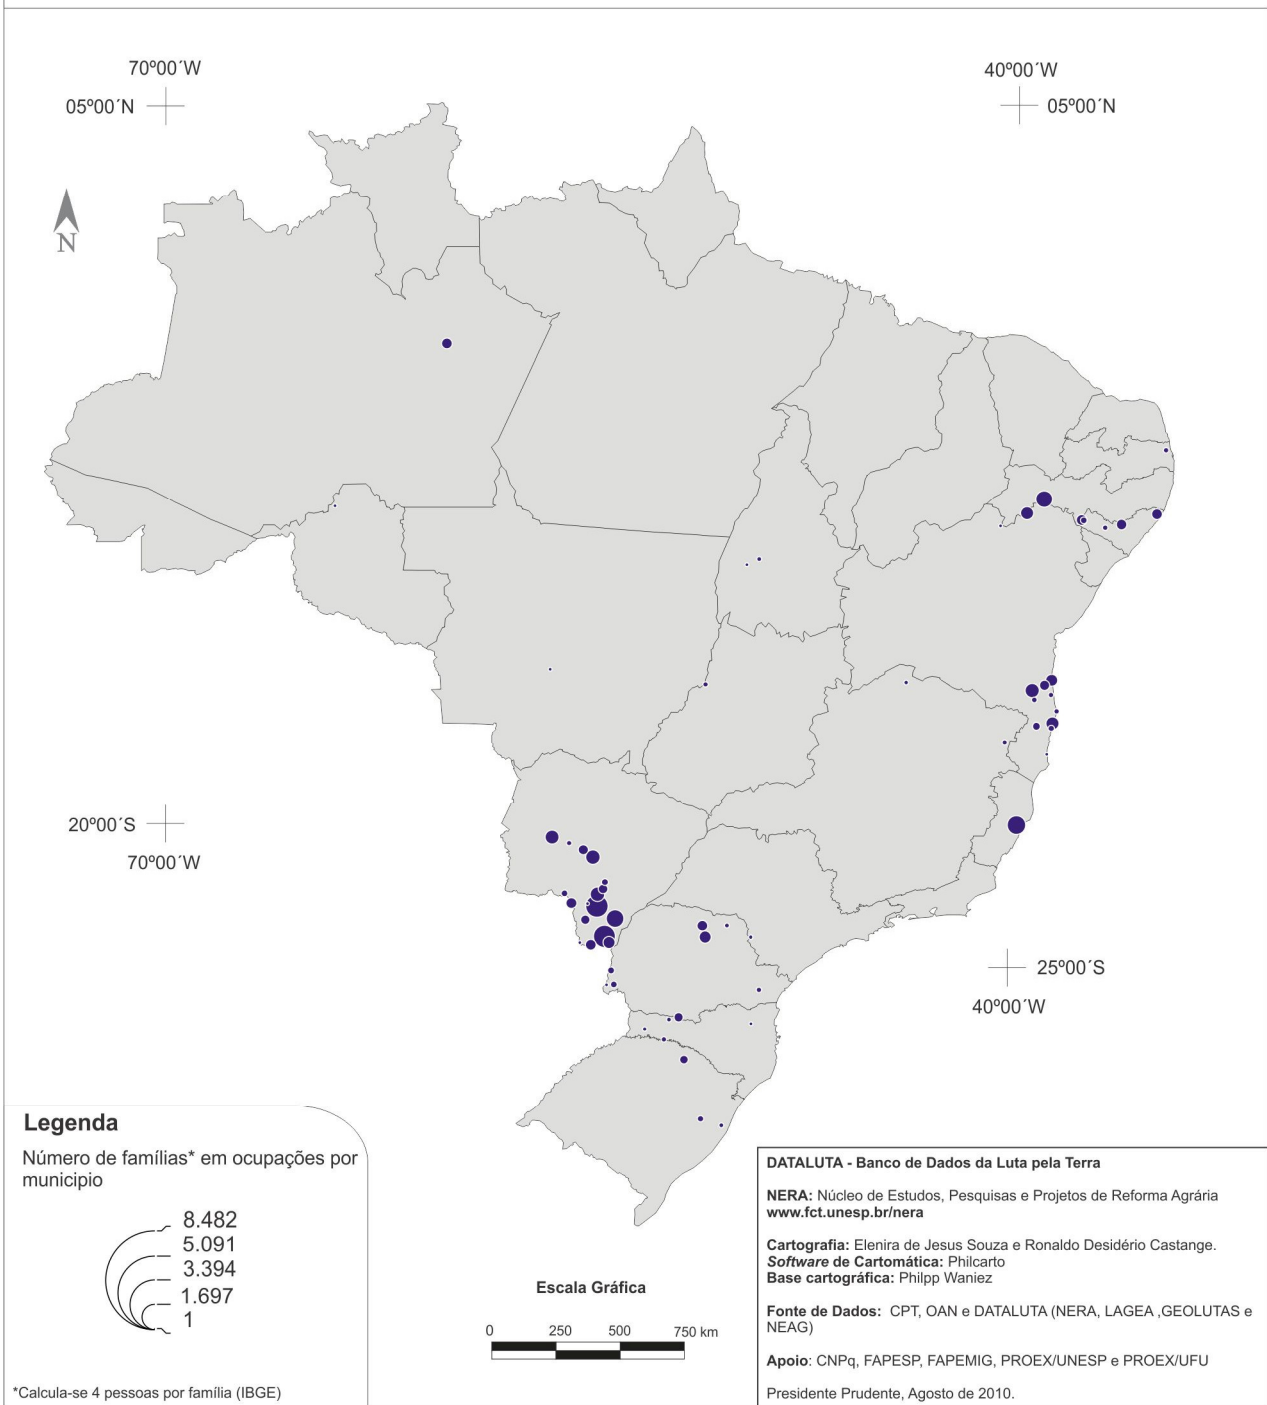 70º00´W
40º00´W
05º00´N
05º00´N
N
20º00´S
70º00´W
25º00´S
40º00´W
Legenda
Número de famílias* em ocupações por
municipio
8.482
5.091
3.394
1.697
1
*Calcula-se 4 pessoas por família (IBGE)
Escala Gráfica
0 250 500 750 km
DATALUTA - Banco de Dados da Luta pela Terra
NERA: Núcleo de Estudos, Pesquisas e Projetos de Reforma Agrária
www.fct.unesp.br/nera
Cartografia: Elenira de Jesus Souza e Ronaldo Desidério Castange.
Software de Cartomática: Philcarto
Base cartográfica: Philpp Waniez
Fonte de Dados: CPT, OAN e DATALUTA (NERA, LAGEA ,GEOLUTAS e
NEAG)
Apoio: CNPq, FAPESP, FAPEMIG, PROEX/UNESP e PROEX/UFU
Presidente Prudente, Agosto de 2010.